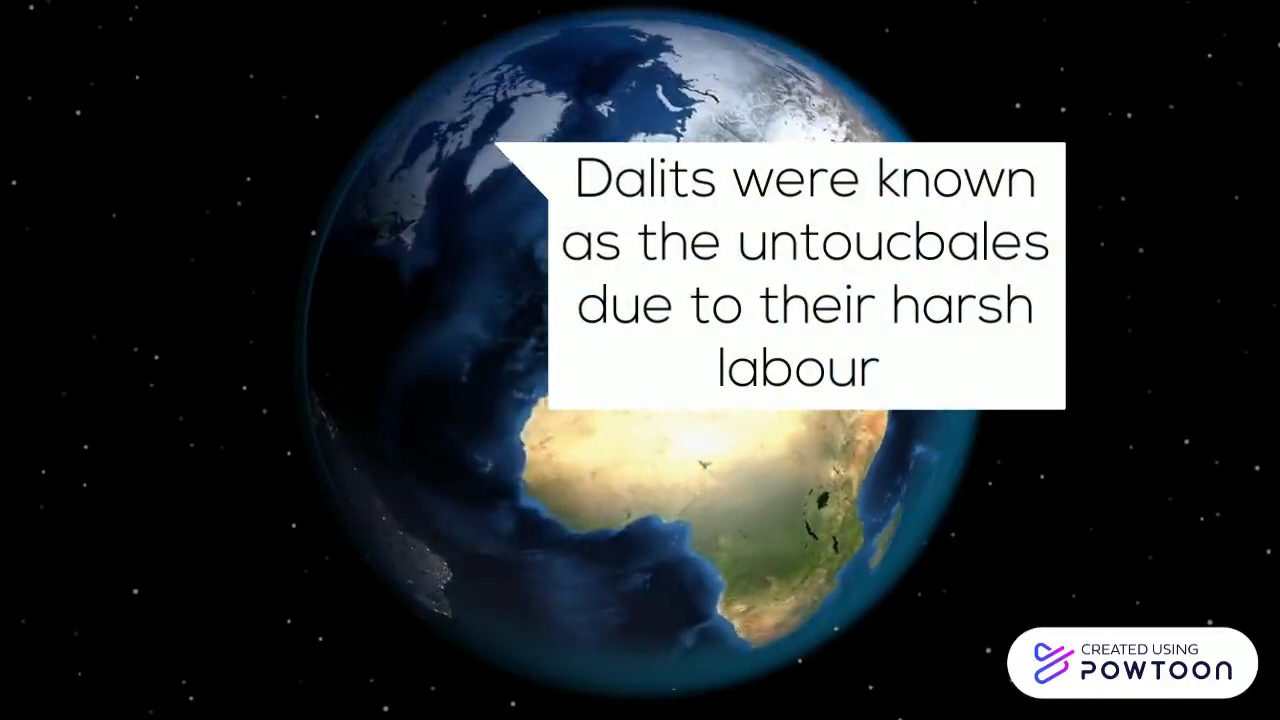 Dalits were known
as the untoucbales
due to their harsh
labour
CREATED USING
POWTOON